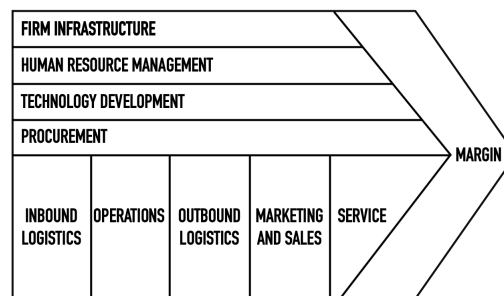 FIRM INFRASTRUCTURE
HUMAN RESOURCE MANAGEMENT
TECHNOLOGY DEVELOPMENT
PROCUREMENT
MARGIN
INBOUND
LOGISTICS
OPERATIONS
OUTBOUND
LOGISTICS
MARKETING
AND SALES
SERVICE